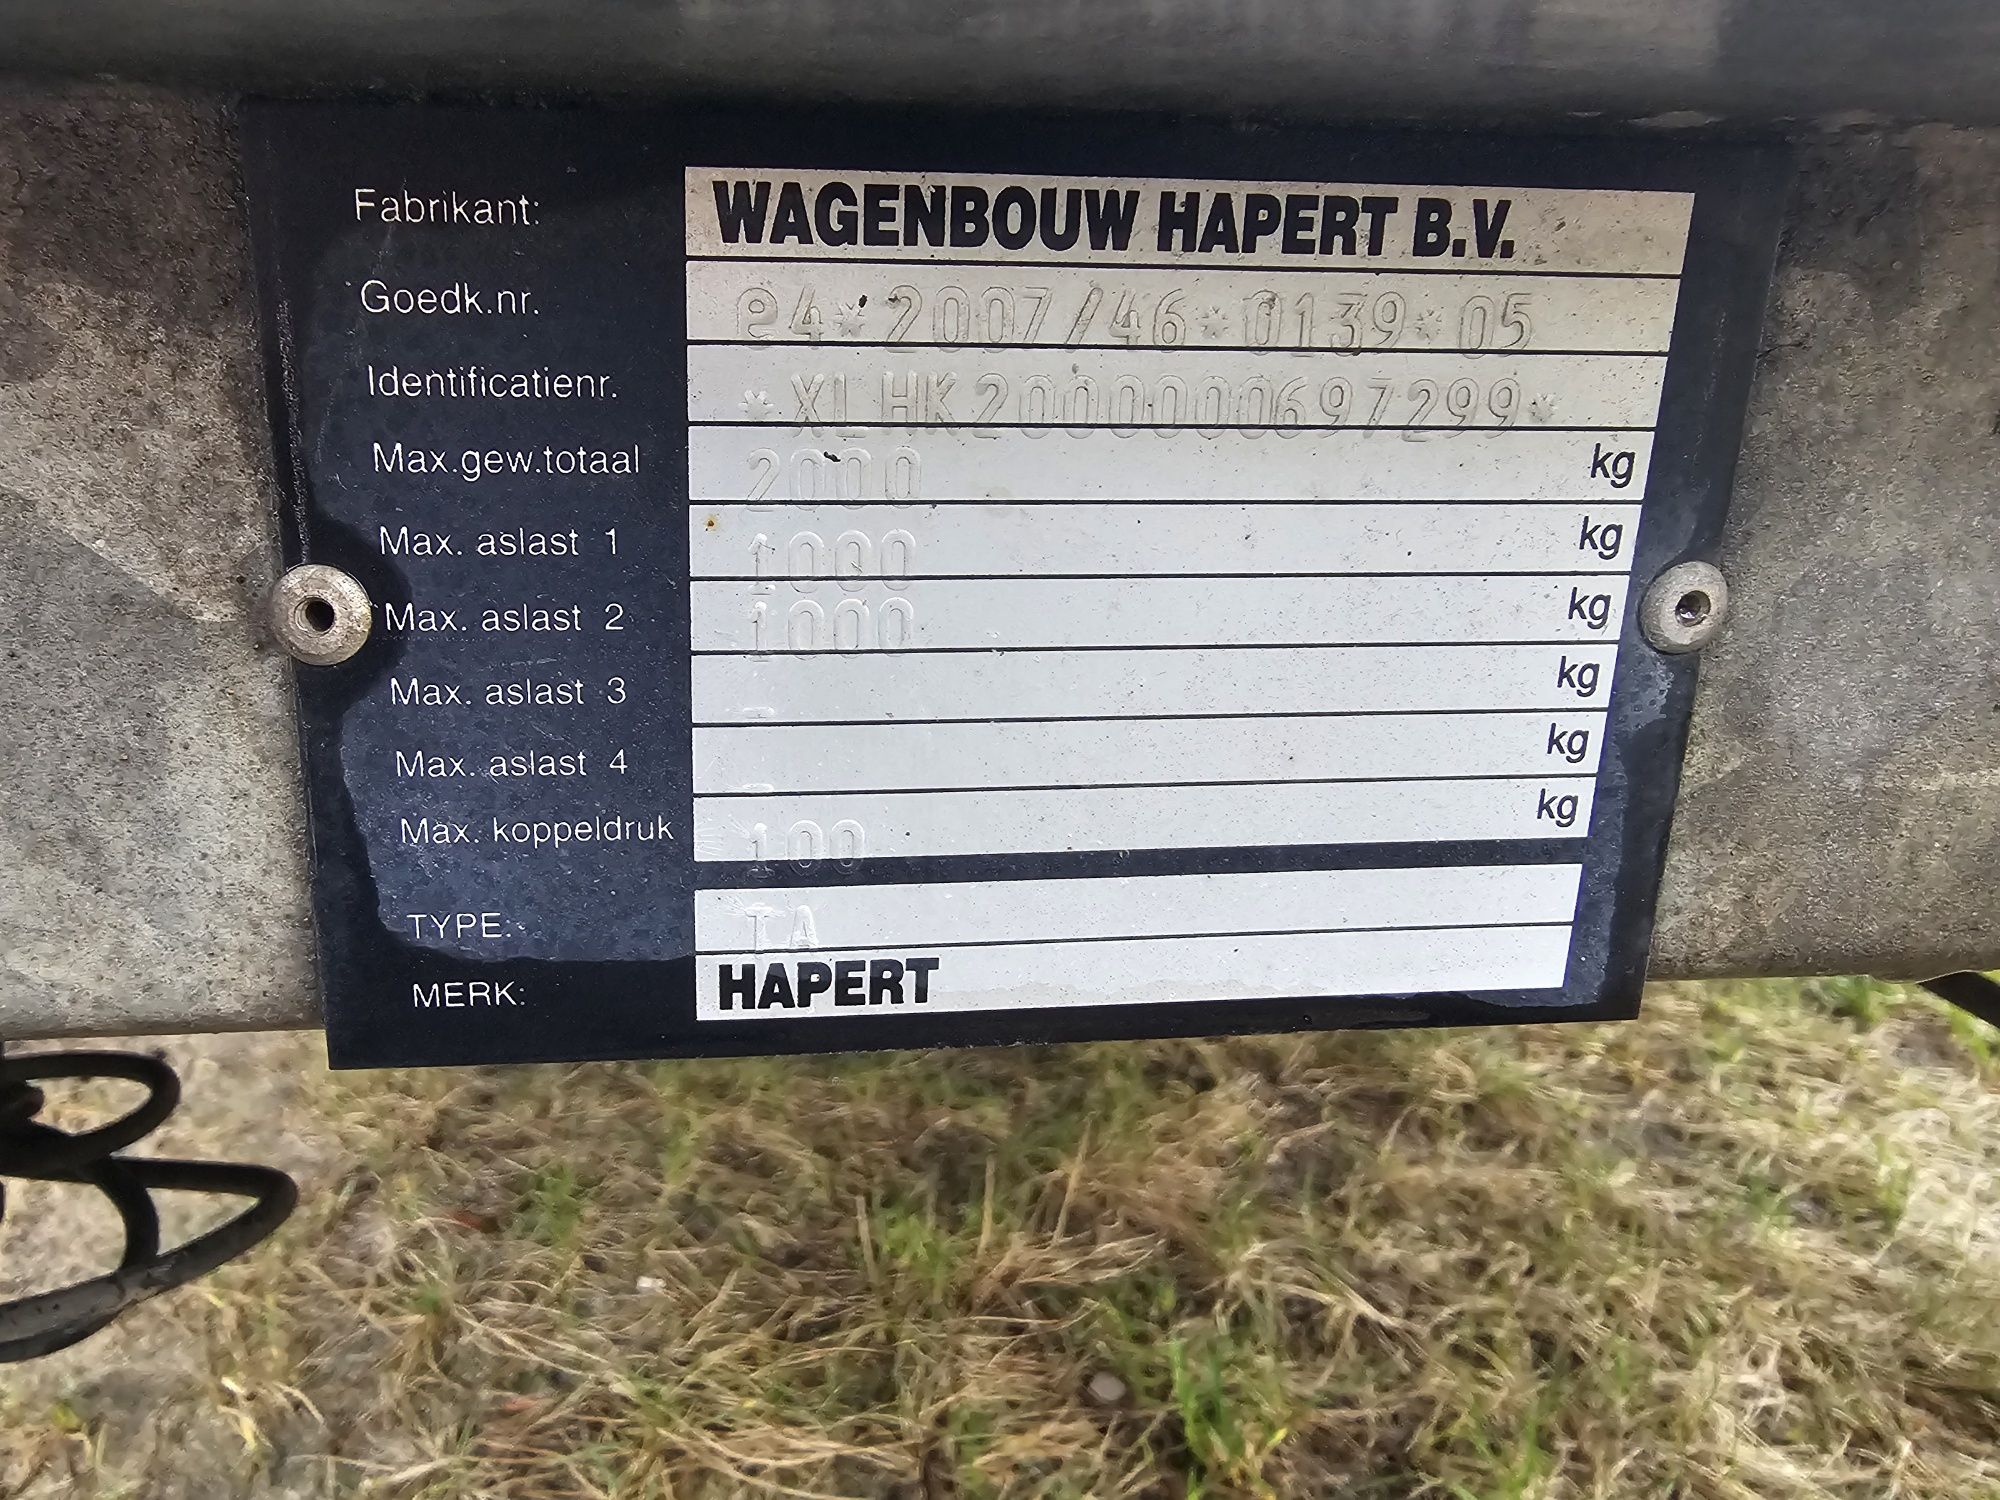 Fabrikant: WAGENBOUW HAPERT B.V.
Goedk.nr. e4*2007/46*0139*05
Identificatienr. *XLHK2000000697299*
Max.gew.totaal 2000 kg
Max. aslast 1 1000 kg
Max. aslast 2 1000 kg
Max. aslast 3 - kg
Max. aslast 4 - kg
Max. koppeldruk 100 kg
TYPE: TA
MERK: HAPERT